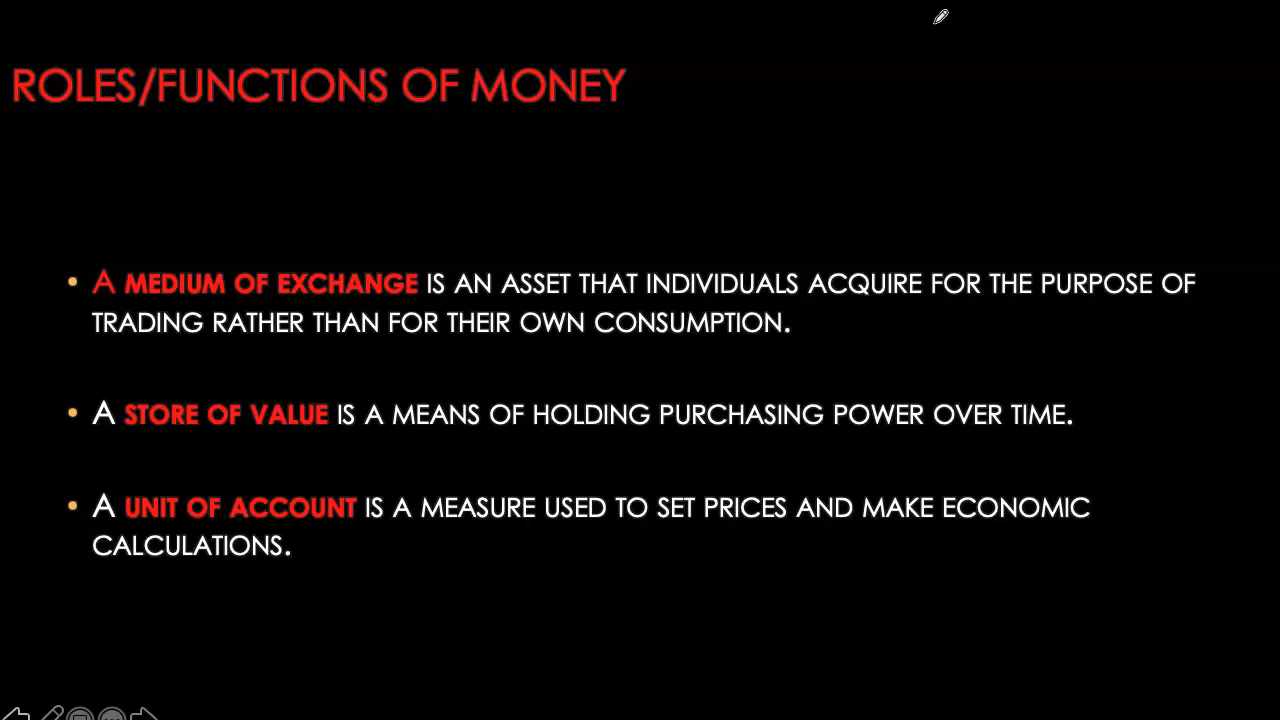 ROLES/FUNCTIONS OF MONEY
• A MEDIUM OF EXCHANGE IS AN ASSET THAT INDIVIDUALS ACQUIRE FOR THE PURPOSE OF
TRADING RATHER THAN FOR THEIR OWN CONSUMPTION.
• A STORE OF VALUE IS A MEANS OF HOLDING PURCHASING POWER OVER TIME.
• A UNIT OF ACCOUNT IS A MEASURE USED TO SET PRICES AND MAKE ECONOMIC
CALCULATIONS.